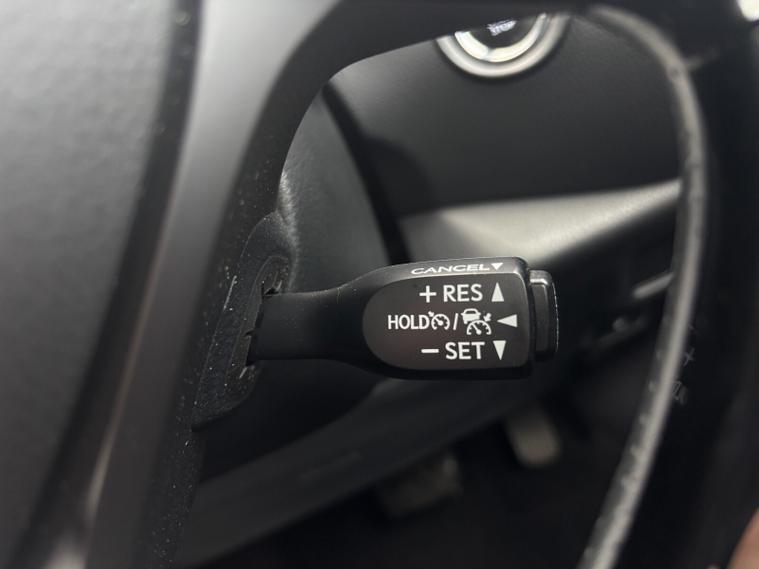 CANCEL▼
+ RES ▲
HOLD / ◄
− SET ▼